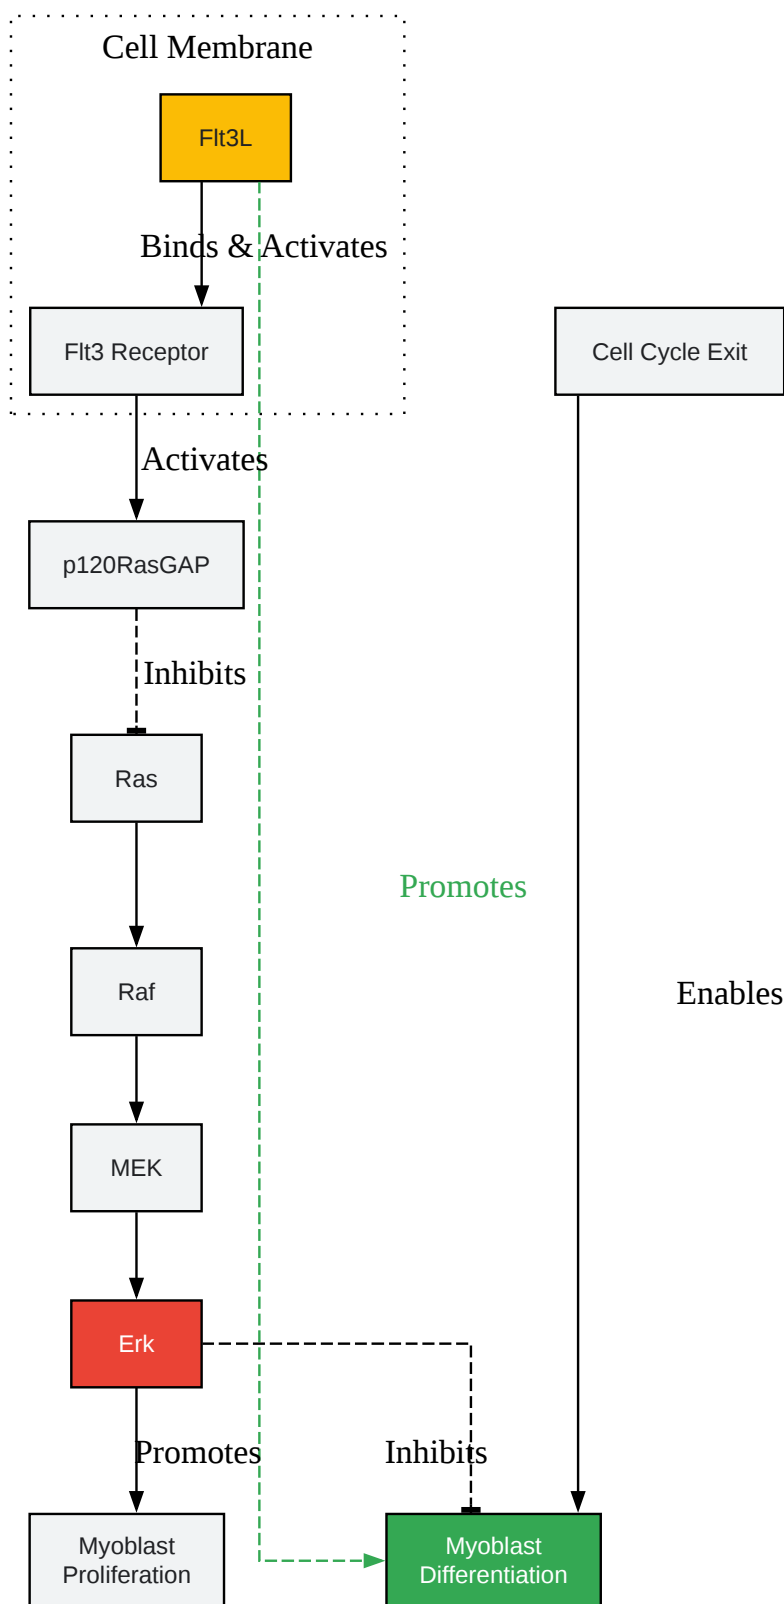 Cell Membrane
Flt3L
Binds & Activates
Flt3 Receptor
Cell Cycle Exit
Activates
p120RasGAP
Inhibits
Ras
Promotes
Raf
Enables
MEK
Erk
Promotes
Inhibits
Myoblast
Proliferation
Myoblast
Differentiation